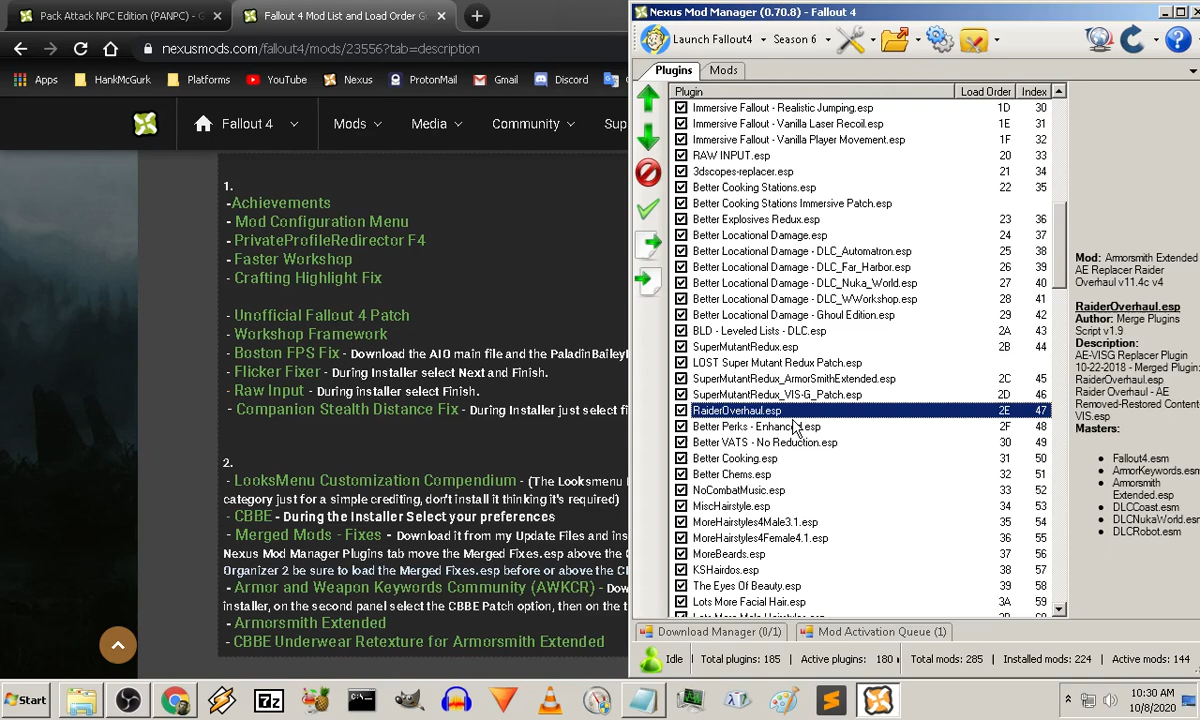 Pack Attack NPC Edition (PANPC) - G
Fallout 4 Mod List and Load Order G
nexusmods.com/fallout4/mods/23556?tab=description
Apps
HankMcGurk
Platforms
YouTube
Nexus
ProtonMail
Gmail
Discord
Fallout 4
Mods
Media
Community
Sup
1.
-Achievements
- Mod Configuration Menu
- PrivateProfileRedirector F4
- Faster Workshop
- Crafting Highlight Fix
- Unofficial Fallout 4 Patch
- Workshop Framework
- Boston FPS Fix - Download the AIO main file and the PaladinBaileyI
- Flicker Fixer - During Installer select Next and Finish.
- Raw Input - During installer select Finish.
- Companion Stealth Distance Fix - During Installer just select fi
2.
- LooksMenu Customization Compendium - (The Looksmenu
category just for a simple crediting, don't install it thinking it's required)
- CBBE - During the Installer Select your preferences
- Merged Mods - Fixes - Download it from my Update Files and ins
Nexus Mod Manager Plugins tab move the Merged Fixes.esp above the C
Organizer 2 be sure to load the Merged Fixes.esp before or above the CI
- Armor and Weapon Keywords Community (AWKCR) - Dow
installer, on the second panel select the CBBE Patch option, then on the t
- Armorsmith Extended
- CBBE Underwear Retexture for Armorsmith Extended
Nexus Mod Manager (0.70.8) - Fallout 4
Launch Fallout4
Season 6
Plugins
Mods
Plugin Load Order Index
Immersive Fallout - Realistic Jumping.esp 1D 30
Immersive Fallout - Vanilla Laser Recoil.esp 1E 31
Immersive Fallout - Vanilla Player Movement.esp 1F 32
RAW INPUT.esp 20 33
3dscopes-replacer.esp 21 34
Better Cooking Stations.esp 22 35
Better Cooking Stations Immersive Patch.esp
Better Explosives Redux.esp 23 36
Better Locational Damage.esp 24 37
Better Locational Damage - DLC_Automatron.esp 25 38
Better Locational Damage - DLC_Far_Harbor.esp 26 39
Better Locational Damage - DLC_Nuka_World.esp 27 40
Better Locational Damage - DLC_WWorkshop.esp 28 41
Better Locational Damage - Ghoul Edition.esp 29 42
BLD - Leveled Lists - DLC.esp 2A 43
SuperMutantRedux.esp 2B 44
LOST Super Mutant Redux Patch.esp
SuperMutantRedux_ArmorSmithExtended.esp 2C 45
SuperMutantRedux_VIS-G_Patch.esp 2D 46
RaiderOverhaul.esp 2E 47
Better Perks - Enhanced.esp 2F 48
Better VATS - No Reduction.esp 30 49
Better Cooking.esp 31 50
Better Chems.esp 32 51
NoCombatMusic.esp 33 52
MiscHairstyle.esp 34 53
MoreHairstyles4Male3.1.esp 35 54
MoreHairstyles4Female4.1.esp 36 55
MoreBeards.esp 37 56
KSHairdos.esp 38 57
The Eyes Of Beauty.esp 39 58
Lots More Facial Hair.esp 3A 59
Mod: Armorsmith Extended
AE Replacer Raider
Overhaul v11.4c v4
RaiderOverhaul.esp
Author: Merge Plugins
Script v1.9
Description:
AE-VISG Replacer Plugin
10-22-2018 - Merged Plugin:
RaiderOverhaul.esp
Raider Overhaul - AE
Removed-Restored Content-
VIS.esp
Masters:
Fallout4.esm
ArmorKeywords.esm
Armorsmith
Extended.esp
DLCCoast.esm
DLCNukaWorld.esm
DLCRobot.esm
Download Manager (0/1)
Mod Activation Queue (1)
Idle
Total plugins: 185
Active plugins: 180
Total mods: 285
Installed mods: 224
Active mods: 144
Start
10:30 AM
10/8/2020